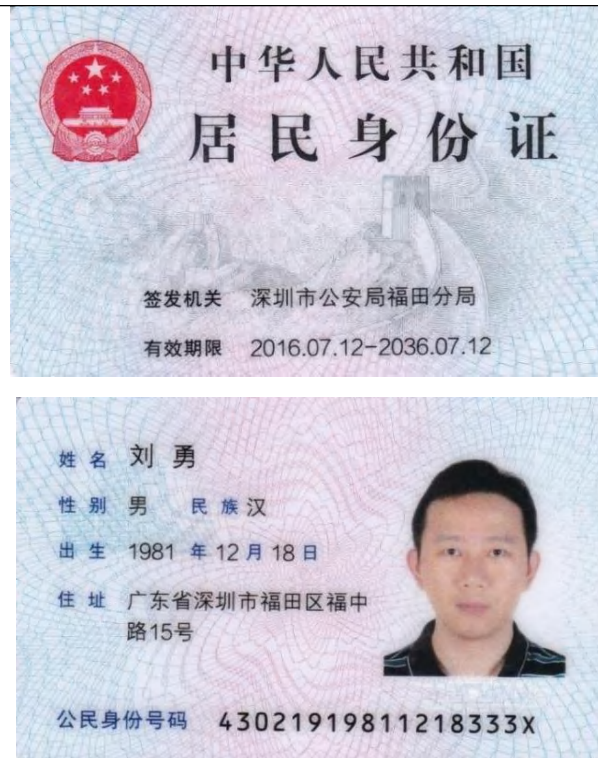 中华人民共和国
居民身份证
签发机关 深圳市公安局福田分局
有效期限 2016.07.12-2036.07.12
姓名 刘勇
性别 男 民族 汉
出生 1981 年 12 月 18 日
住址 广东省深圳市福田区福中
路15号
公民身份号码 43021919811218333X